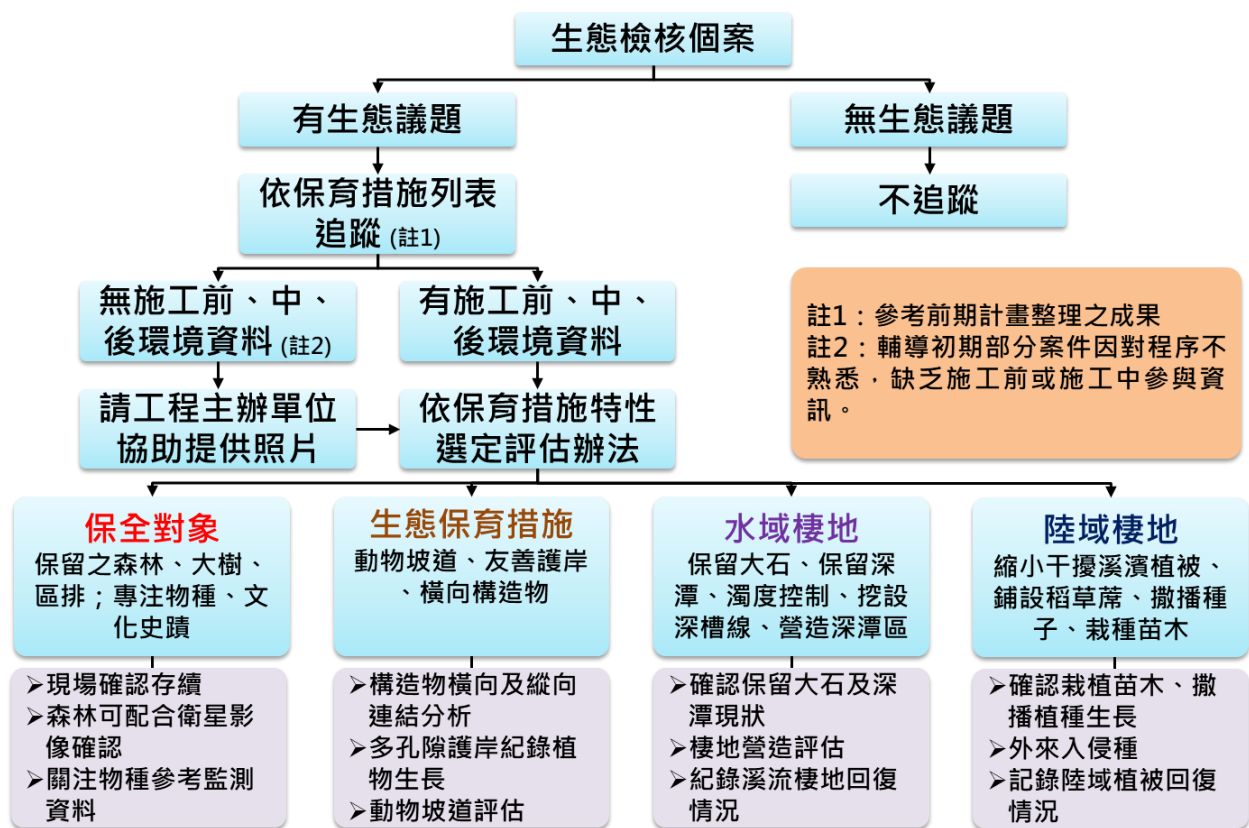 生態檢核個案
有生態議題
無生態議題
依保育措施列表
追蹤 (註1)
不追蹤
無施工前、中、
後環境資料 (註2)
有施工前、中、
後環境資料
註1：參考前期計畫整理之成果
註2：輔導初期部分案件因對程序不
熟悉，缺乏施工前或施工中參與資
訊。
請工程主辦單位
協助提供照片
依保育措施特性
選定評估辦法
保全對象
保留之森林、大樹、
區排；專注物種、文
化史蹟
生態保育措施
動物坡道、友善護岸
、橫向構造物
水域棲地
保留大石、保留深
潭、濁度控制、挖設
深槽線、營造深潭區
陸域棲地
縮小干擾溪濱植被、
鋪設稻草蓆、撒播種
子、栽種苗木
➢現場確認存續
➢森林可配合衛星影
像確認
➢關注物種參考監測
資料
➢構造物橫向及縱向
連結分析
➢多孔隙護岸紀錄植
物生長
➢動物坡道評估
➢確認保留大石及深
潭現狀
➢棲地營造評估
➢紀錄溪流棲地回復
情況
➢確認栽植苗木、撒
播植種生長
➢外來入侵種
➢記錄陸域植被回復
情況